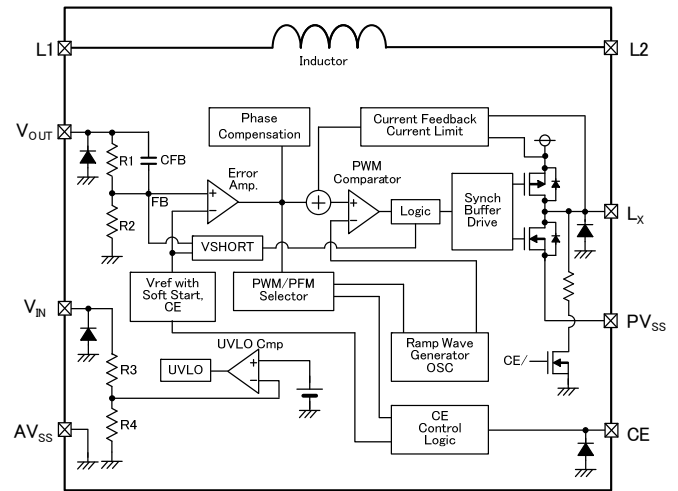 L1
L2
Inductor
VOUT
R1
CFB
FB
R2
Phase
Compensation
Current Feedback
Current Limit
Error
Amp.
PWM
Comparator
+
−
+
+
−
Logic
Synch
Buffer
Drive
LX
VSHORT
Vref with
Soft Start,
CE
PWM/PFM
Selector
VIN
R3
R4
UVLO Cmp
UVLO
+
−
Ramp Wave
Generator
OSC
PVSS
CE/
CE
Control
Logic
AVSS
CE